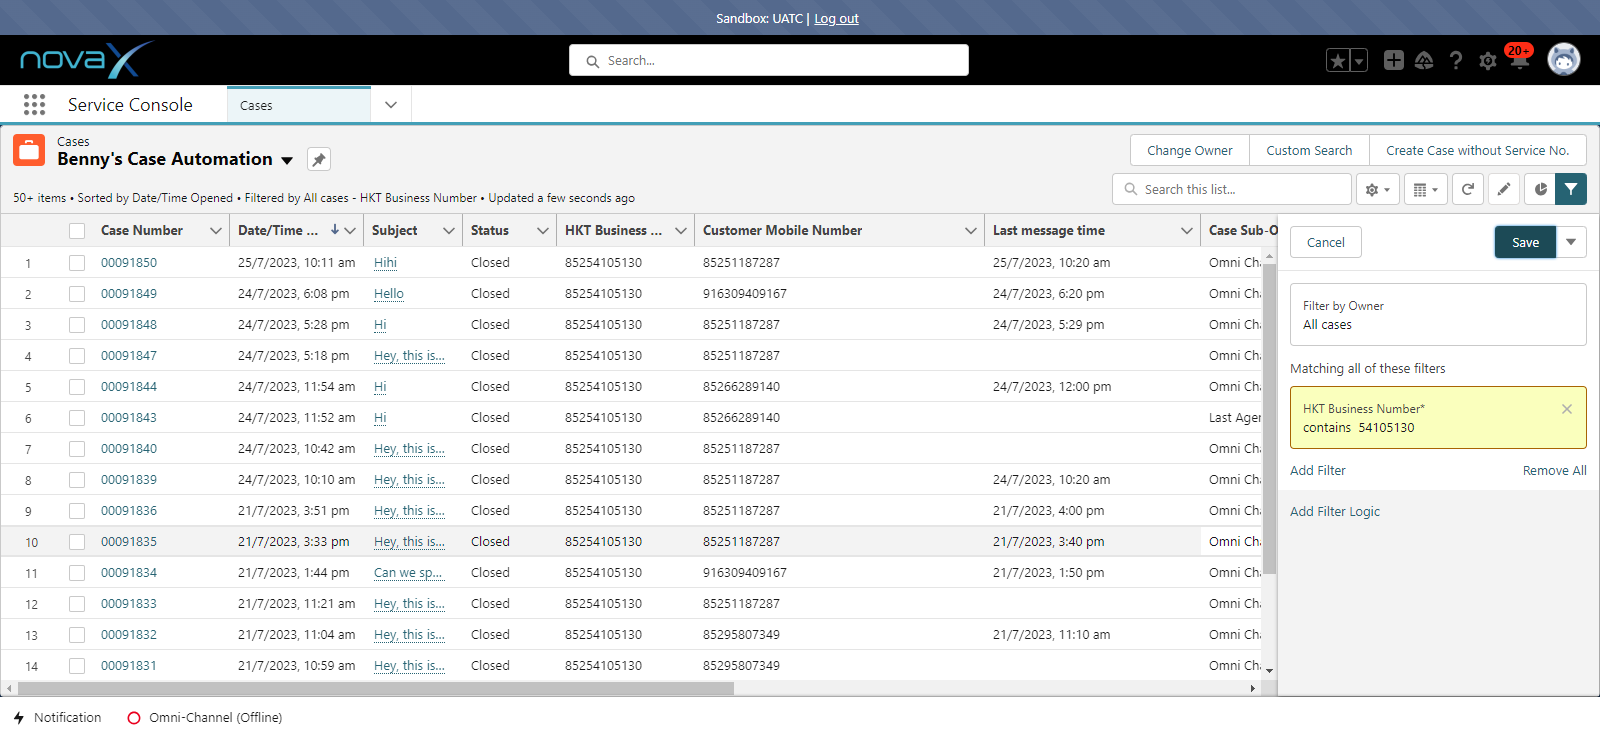 Sandbox: UATC | Log out
novaX
Search...
20+
Service Console
Cases
Cases
Benny's Case Automation
Change Owner
Custom Search
Create Case without Service No.
50+ items • Sorted by Date/Time Opened • Filtered by All cases - HKT Business Number • Updated a few seconds ago
Search this list...
Case Number Date/Time ... Subject Status HKT Business ... Customer Mobile Number Last message time Case Sub-O
1 00091850 25/7/2023, 10:11 am Hihi Closed 85254105130 85251187287 25/7/2023, 10:20 am Omni Cha
2 00091849 24/7/2023, 6:08 pm Hello Closed 85254105130 916309409167 24/7/2023, 6:20 pm Omni Cha
3 00091848 24/7/2023, 5:28 pm Hi Closed 85254105130 85251187287 24/7/2023, 5:29 pm Omni Cha
4 00091847 24/7/2023, 5:18 pm Hey, this is... Closed 85254105130 85251187287 Omni Cha
5 00091844 24/7/2023, 11:54 am Hi Closed 85254105130 85266289140 24/7/2023, 12:00 pm Omni Cha
6 00091843 24/7/2023, 11:52 am Hi Closed 85254105130 85266289140 Last Agen
7 00091840 24/7/2023, 10:42 am Hey, this is... Closed 85254105130 85251187287 Omni Cha
8 00091839 24/7/2023, 10:10 am Hey, this is... Closed 85254105130 85251187287 24/7/2023, 10:20 am Omni Cha
9 00091836 21/7/2023, 3:51 pm Hey, this is... Closed 85254105130 85251187287 21/7/2023, 4:00 pm Omni Cha
10 00091835 21/7/2023, 3:33 pm Hey, this is... Closed 85254105130 85251187287 21/7/2023, 3:40 pm Omni Cha
11 00091834 21/7/2023, 1:44 pm Can we sp... Closed 85254105130 916309409167 21/7/2023, 1:50 pm Omni Cha
12 00091833 21/7/2023, 11:21 am Hey, this is... Closed 85254105130 85251187287 Omni Cha
13 00091832 21/7/2023, 11:04 am Hey, this is... Closed 85254105130 85295807349 21/7/2023, 11:10 am Omni Cha
14 00091831 21/7/2023, 10:59 am Hey, this is... Closed 85254105130 85295807349 Omni Cha
Cancel
Save
Filter by Owner
All cases
Matching all of these filters
HKT Business Number*
contains 54105130
Add Filter
Remove All
Add Filter Logic
Notification
Omni-Channel (Offline)